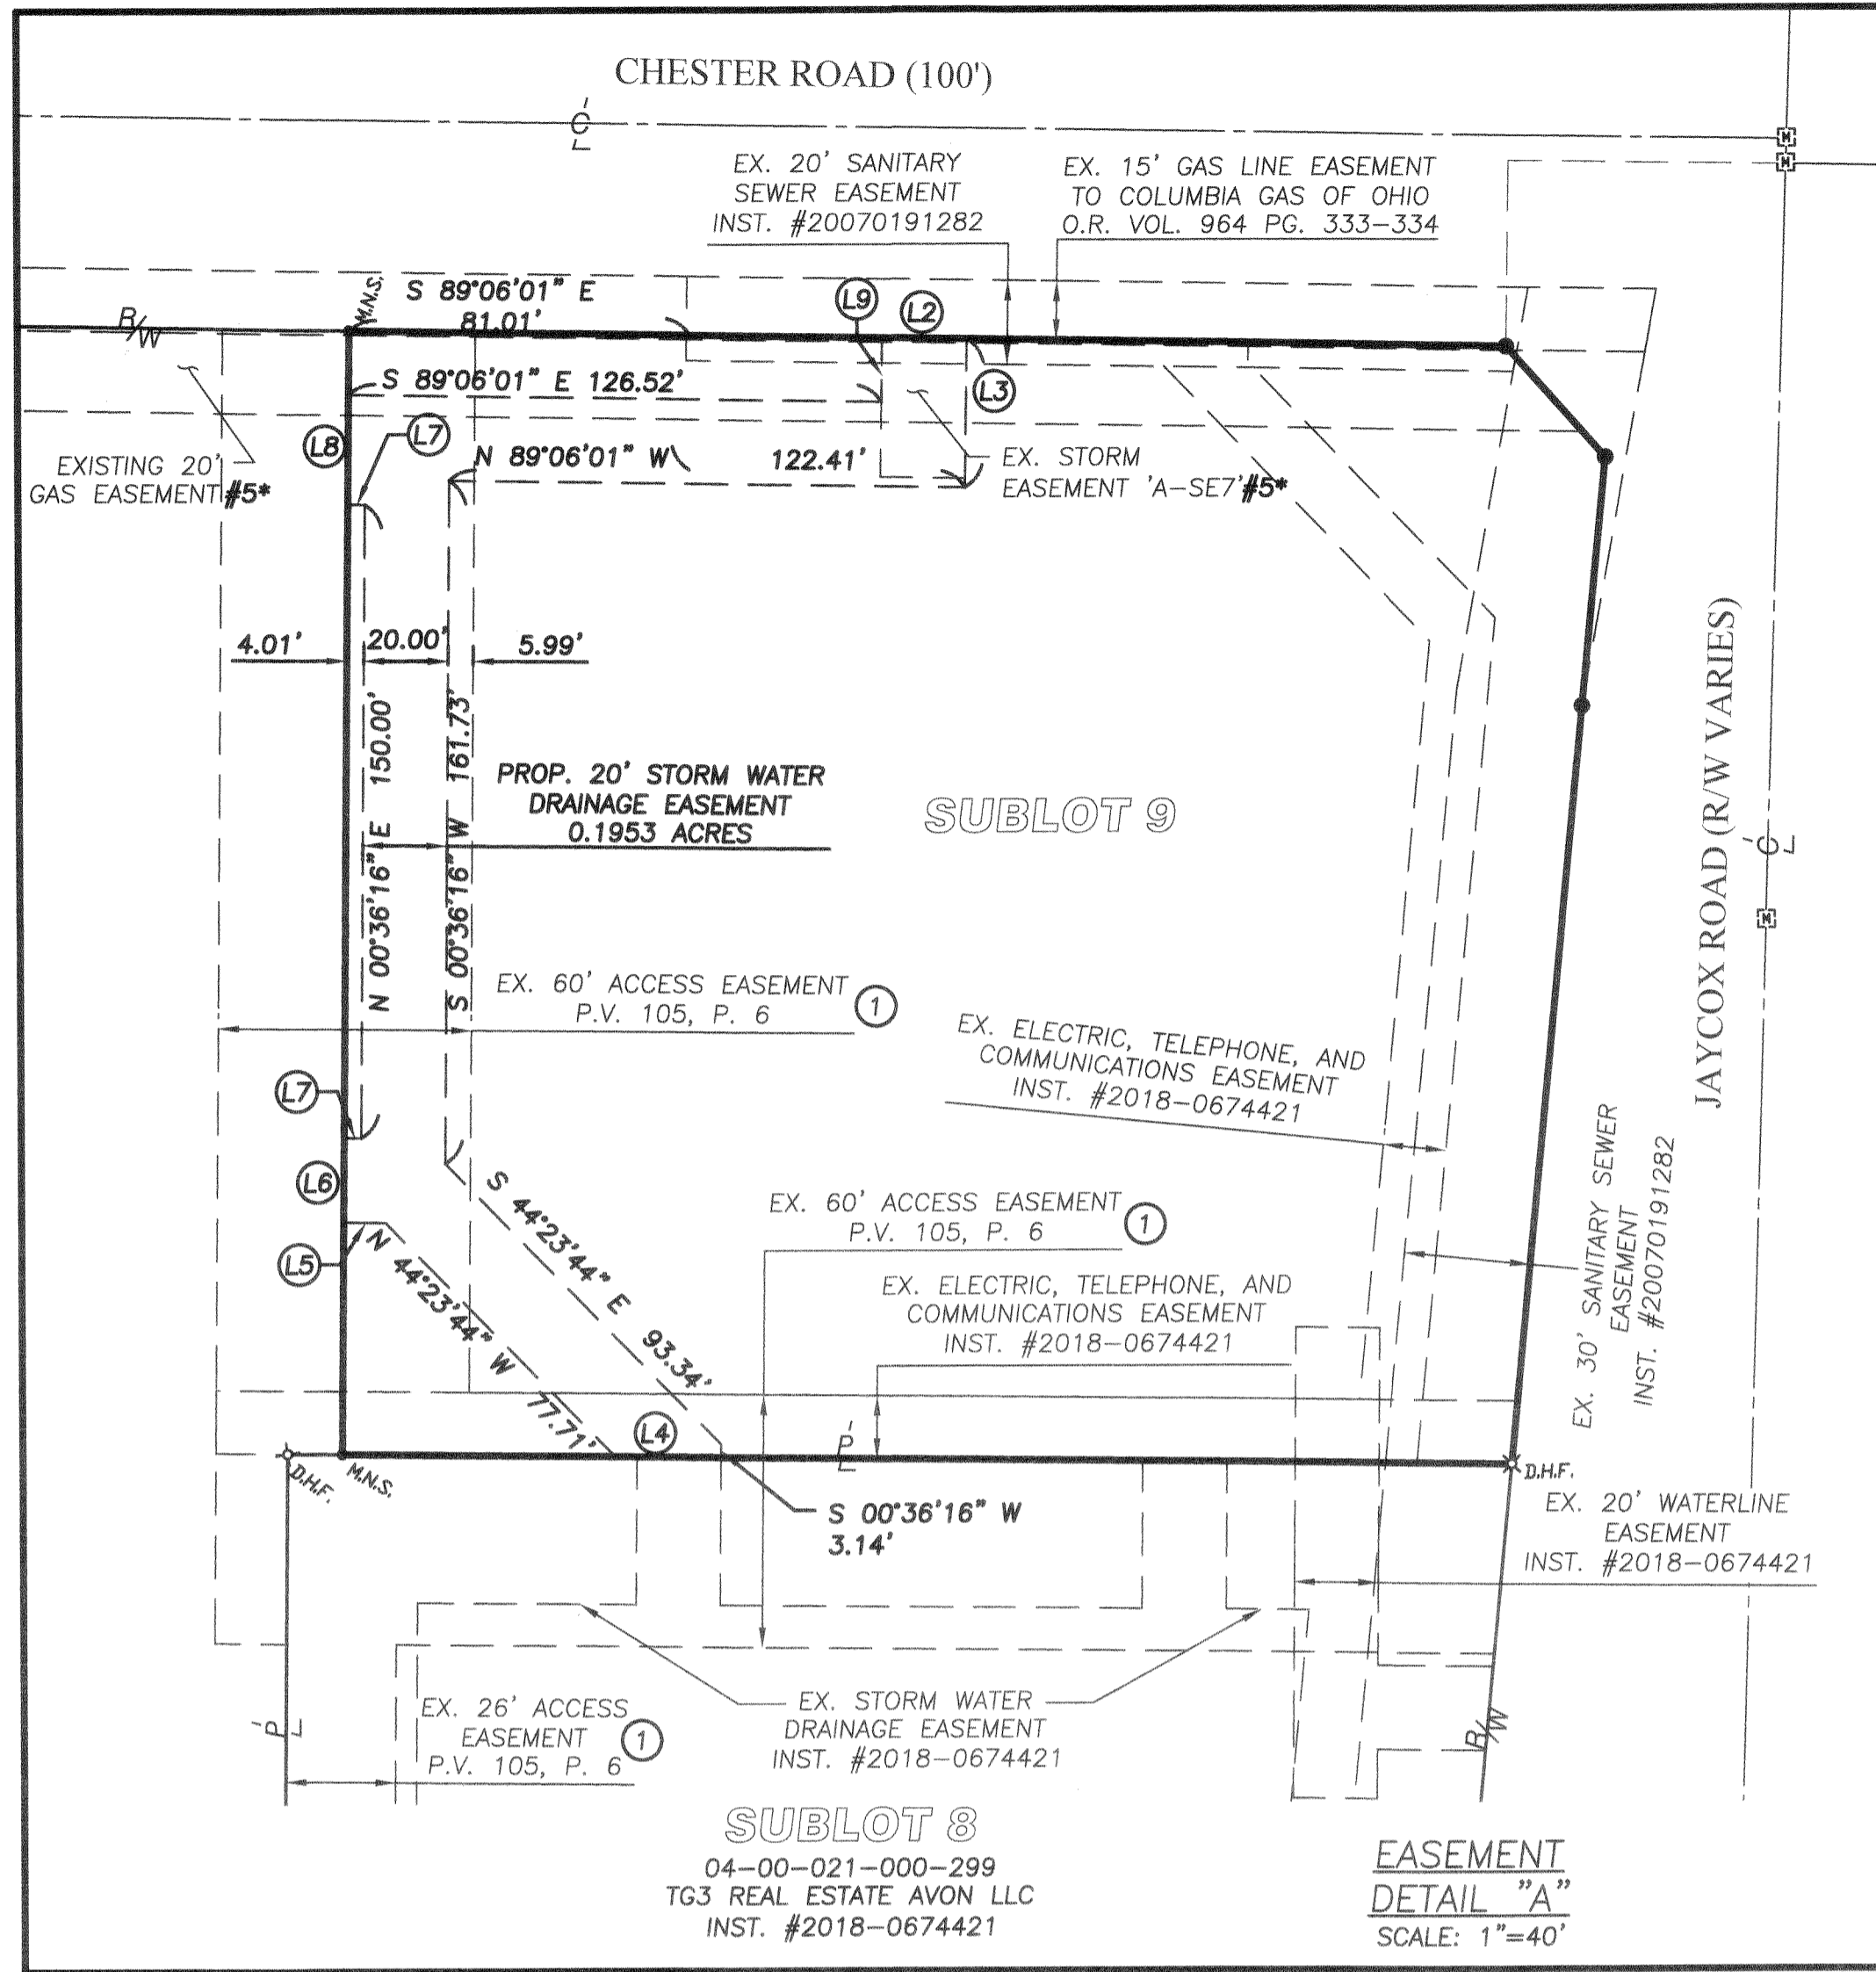 CHESTER ROAD (100')
C
L
EX. 20' SANITARY
SEWER EASEMENT
INST. #20070191282
EX. 15' GAS LINE EASEMENT
TO COLUMBIA GAS OF OHIO
O.R. VOL. 964 PG. 333-334
M
M
R/W
M.N.S.
S 89°06'01" E
81.01'
L9
L2
S 89°06'01" E 126.52'
L3
L8
L7
N 89°06'01" W 122.41'
EXISTING 20'
GAS EASEMENT #5*
EX. STORM
EASEMENT 'A-SE7' #5*
4.01'
20.00'
5.99'
N 00°36'16" E 150.00'
S 00°36'16" W 161.73'
PROP. 20' STORM WATER
DRAINAGE EASEMENT
0.1953 ACRES
SUBLOT 9
JAYCOX ROAD (R/W VARIES)
C
L
M
EX. 60' ACCESS EASEMENT
P.V. 105, P. 6
1
EX. ELECTRIC, TELEPHONE, AND
COMMUNICATIONS EASEMENT
INST. #2018-0674421
L7
L6
L5
S 44°23'44" E 93.34'
N 44°23'44" W 77.71'
EX. 60' ACCESS EASEMENT
P.V. 105, P. 6
1
EX. ELECTRIC, TELEPHONE, AND
COMMUNICATIONS EASEMENT
INST. #2018-0674421
EX. 30' SANITARY SEWER
EASEMENT
INST. #20070191282
L4
P
L
D.H.F.
M.N.S.
D.H.F.
S 00°36'16" W
3.14'
EX. 20' WATERLINE
EASEMENT
INST. #2018-0674421
P
L
EX. 26' ACCESS
EASEMENT
P.V. 105, P. 6
1
EX. STORM WATER
DRAINAGE EASEMENT
INST. #2018-0674421
R/W
SUBLOT 8
04-00-021-000-299
TG3 REAL ESTATE AVON LLC
INST. #2018-0674421
EASEMENT
DETAIL "A"
SCALE: 1"=40'